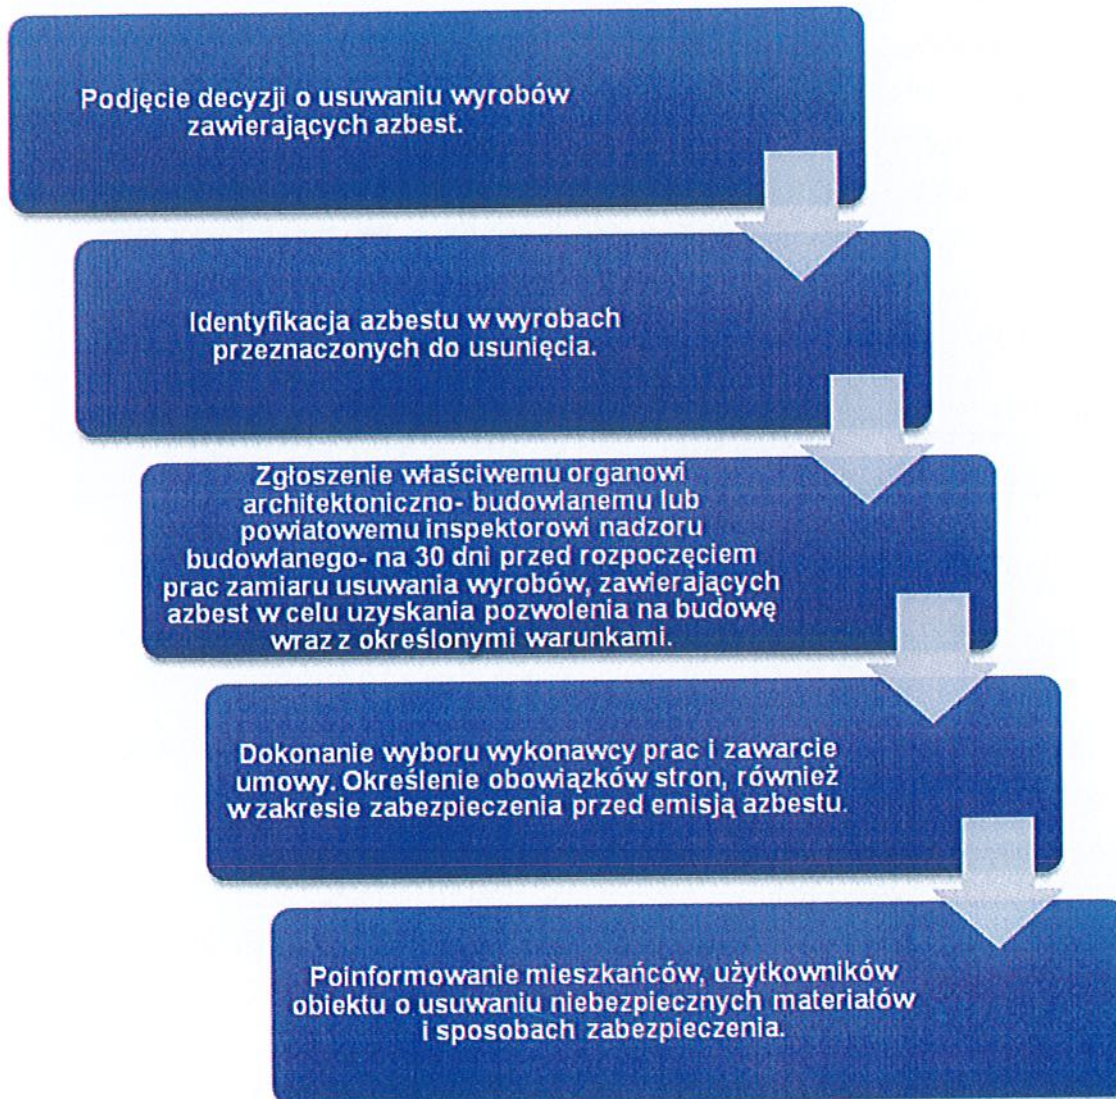 Podjęcie decyzji o usuwaniu wyrobów
zawierających azbest.
Identyfikacja azbestu w wyrobach
przeznaczonych do usunięcia.
Zgłoszenie właściwemu organowi
architektoniczno- budowlanemu lub
powiatowemu inspektorowi nadzoru
budowlanego- na 30 dni przed rozpoczęciem
prac zamiaru usuwania wyrobów, zawierających
azbest w celu uzyskania pozwolenia na budowę
wraz z określonymi warunkami.
Dokonanie wyboru wykonawcy prac i zawarcie
umowy. Określenie obowiązków stron, również
w zakresie zabezpieczenia przed emisją azbestu.
Poinformowanie mieszkańców, użytkowników
obiektu o usuwaniu niebezpiecznych materiałów
i sposobach zabezpieczenia.